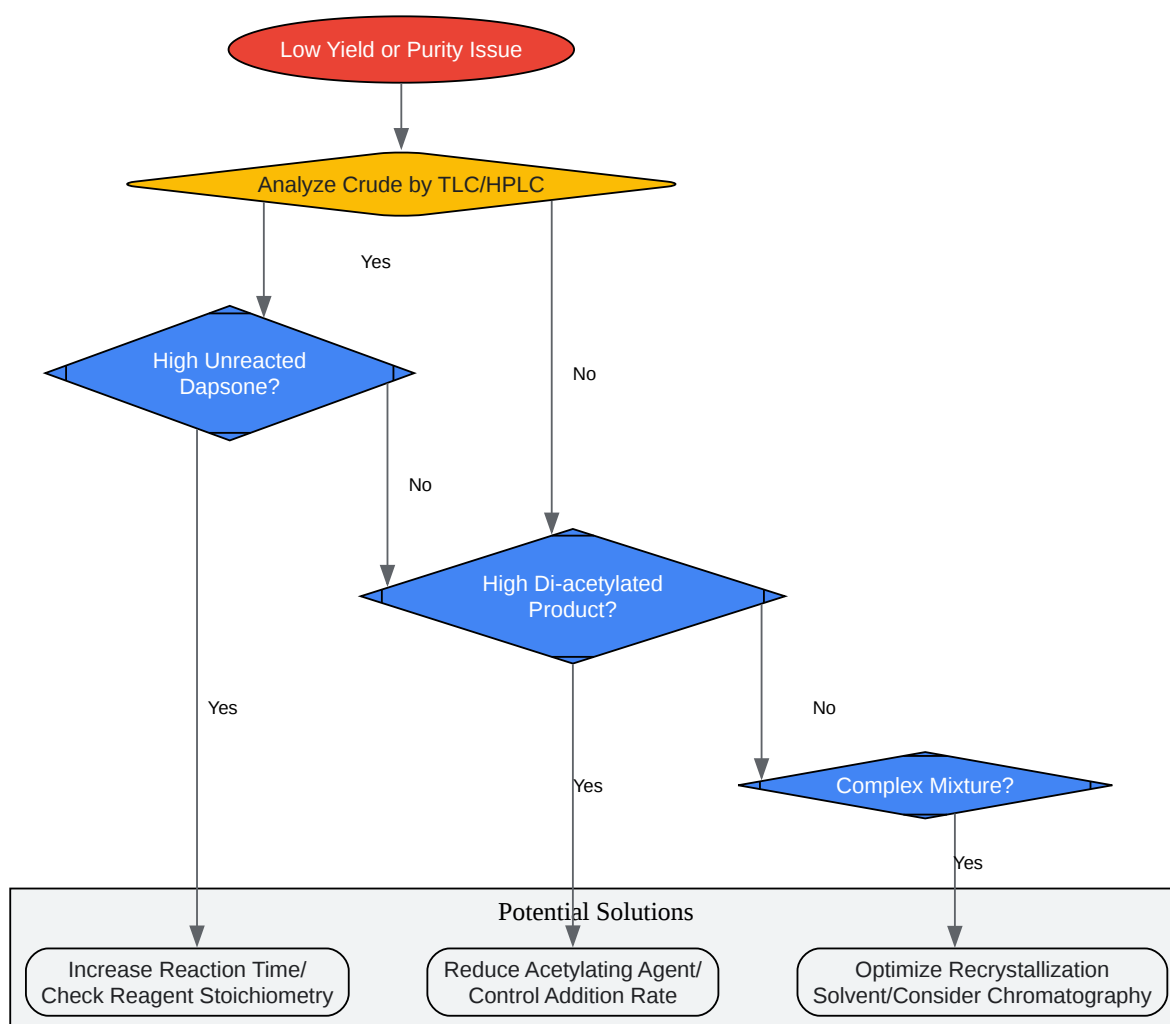 Low Yield or Purity Issue
Analyze Crude by TLC/HPLC
Yes
High Unreacted
Dapsone?
No
No
High Di-acetylated
Product?
Yes
No
Yes
Complex Mixture?
Yes
Potential Solutions
Increase Reaction Time/
Check Reagent Stoichiometry
Reduce Acetylating Agent/
Control Addition Rate
Optimize Recrystallization
Solvent/Consider Chromatography